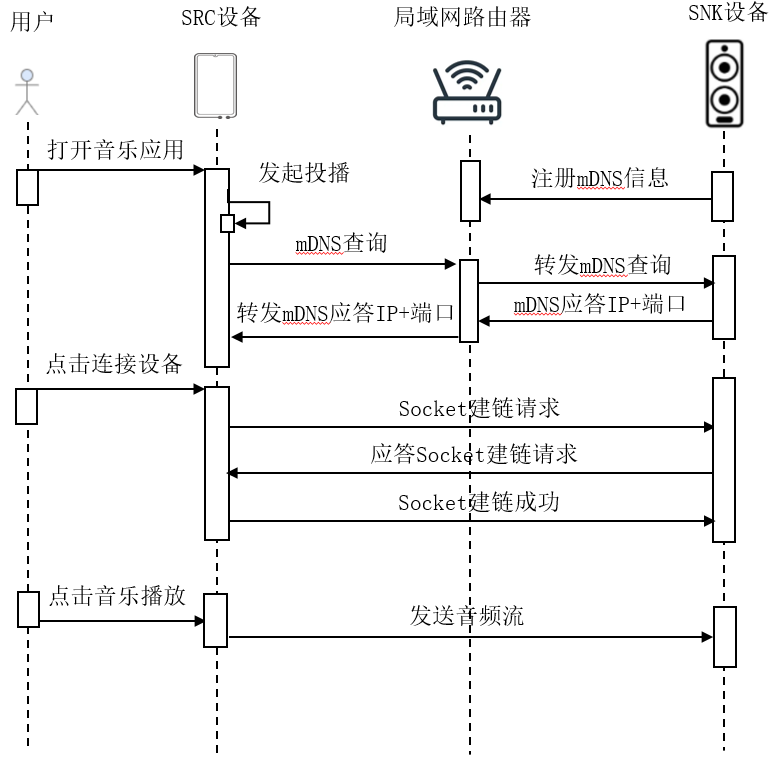 用户
SRC设备
局域网路由器
SNK设备
打开音乐应用
发起投播
注册mDNS信息
mDNS查询
转发mDNS查询
mDNS应答IP+端口
转发mDNS应答IP+端口
点击连接设备
Socket建链请求
应答Socket建链请求
Socket建链成功
点击音乐播放
发送音频流